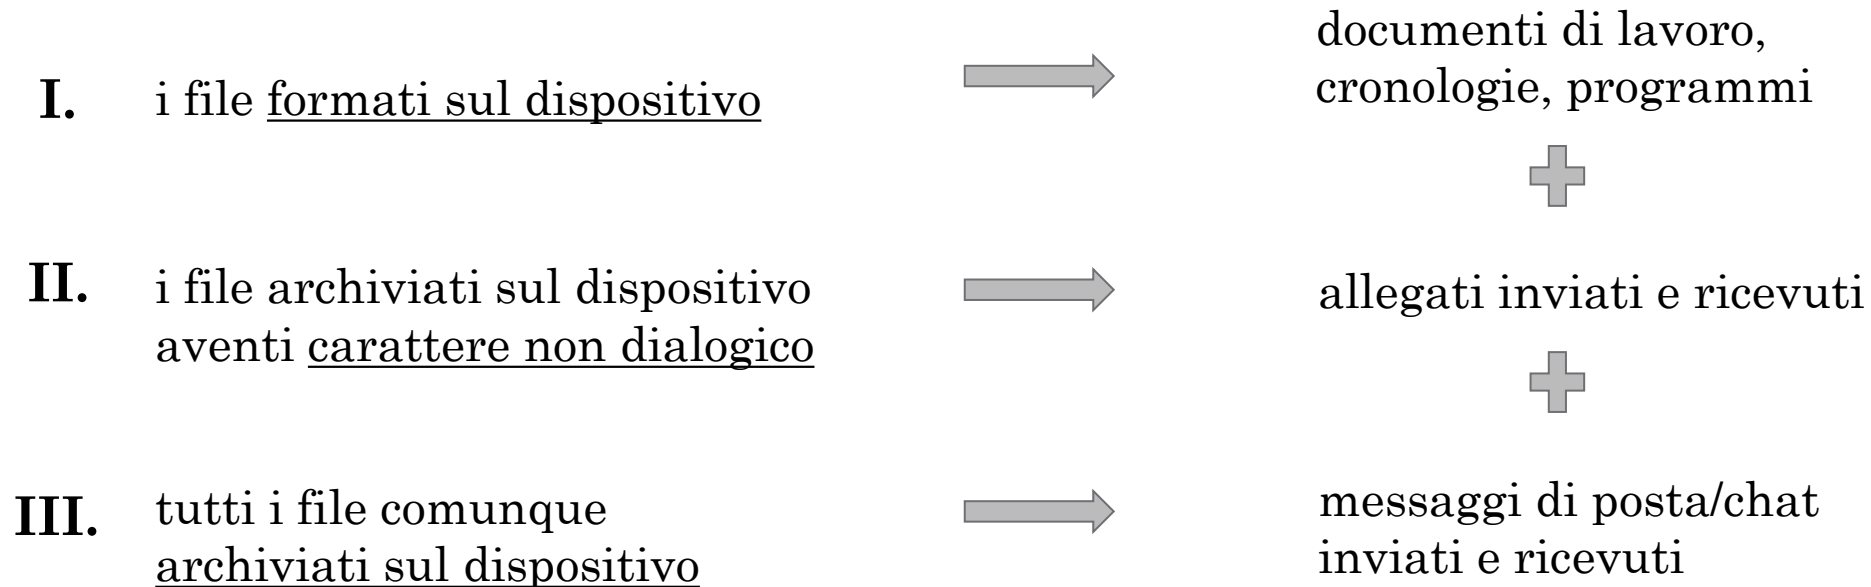 I. i file formati sul dispositivo
documenti di lavoro,
cronologie, programmi
II. i file archiviati sul dispositivo
aventi carattere non dialogico
allegati inviati e ricevuti
III. tutti i file comunque
archiviati sul dispositivo
messaggi di posta/chat
inviati e ricevuti